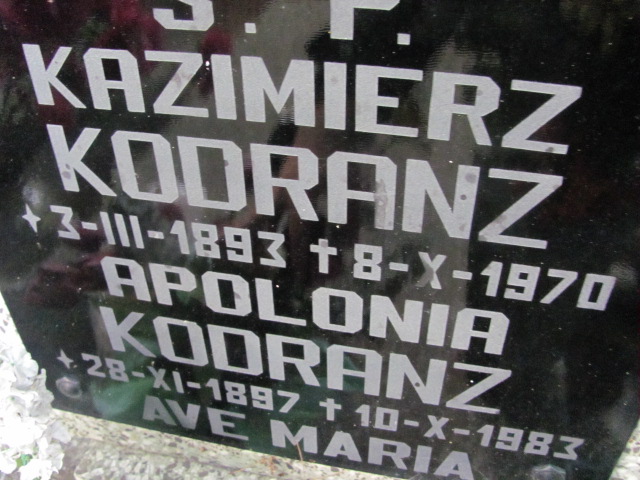 Ś. P.
KAZIMIERZ
KODRANZ
✦ 3-III-1893 ✝ 8-X-1970
APOLONIA
KODRANZ
✦ 28-XI-1897 ✝ 10-X-1983
AVE MARIA